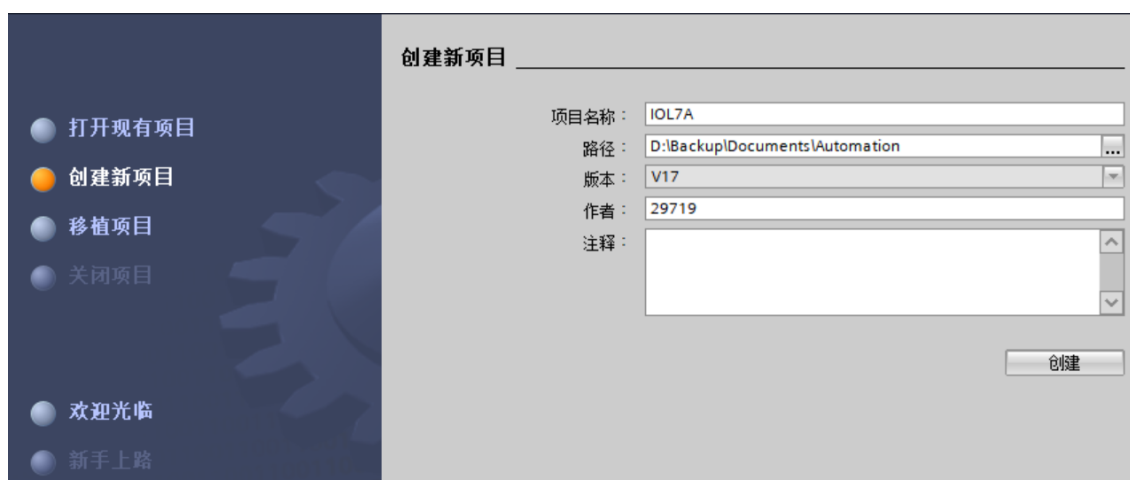 打开现有项目
创建新项目
移植项目
关闭项目
欢迎光临
新手上路
创建新项目
项目名称： IOL7A
路径： D:\Backup\Documents\Automation ...
版本： V17
作者： 29719
注释：
创建